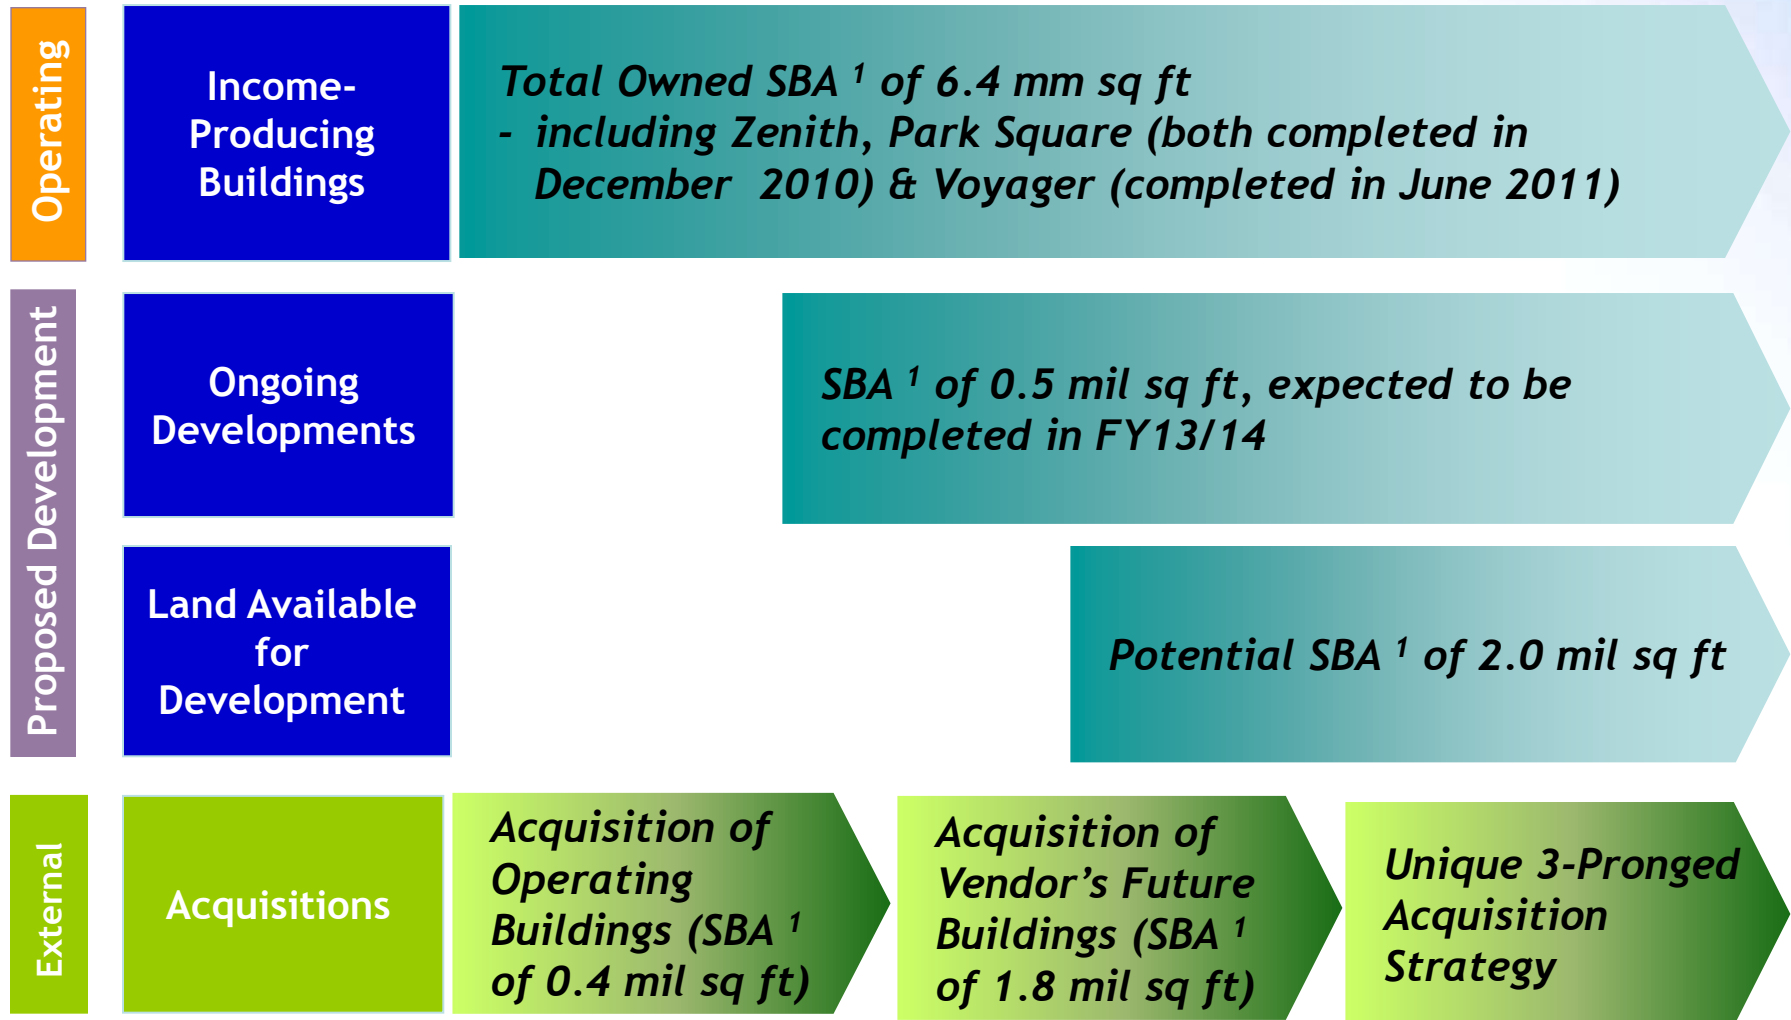 Operating
Income-
Producing
Buildings
Total Owned SBA ¹ of 6.4 mm sq ft
- including Zenith, Park Square (both completed in
December 2010) & Voyager (completed in June 2011)
Proposed Development
Ongoing
Developments
SBA ¹ of 0.5 mil sq ft, expected to be
completed in FY13/14
Land Available
for
Development
Potential SBA ¹ of 2.0 mil sq ft
External
Acquisitions
Acquisition of
Operating
Buildings (SBA ¹
of 0.4 mil sq ft)
Acquisition of
Vendor’s Future
Buildings (SBA ¹
of 1.8 mil sq ft)
Unique 3-Pronged
Acquisition
Strategy